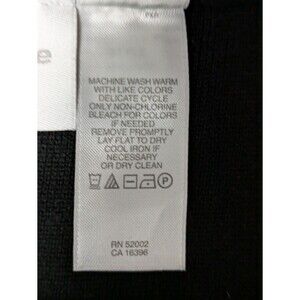 e
MACHINE WASH WARM
WITH LIKE COLORS
DELICATE CYCLE
ONLY NON-CHLORINE
BLEACH FOR COLORS
IF NEEDED
REMOVE PROMPTLY
LAY FLAT TO DRY
COOL IRON IF
NECESSARY
OR DRY CLEAN
RN 52002
CA 16396